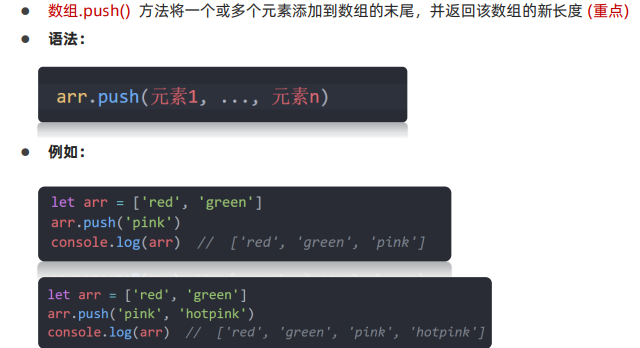 数组.push() 方法将一个或多个元素添加到数组的末尾，并返回该数组的新长度 (重点)
语法：
arr.push(元素1, ..., 元素n)
例如：
let arr = ['red', 'green']
arr.push('pink')
console.log(arr) // ['red', 'green', 'pink']
let arr = ['red', 'green']
arr.push('pink', 'hotpink')
console.log(arr) // ['red', 'green', 'pink', 'hotpink']